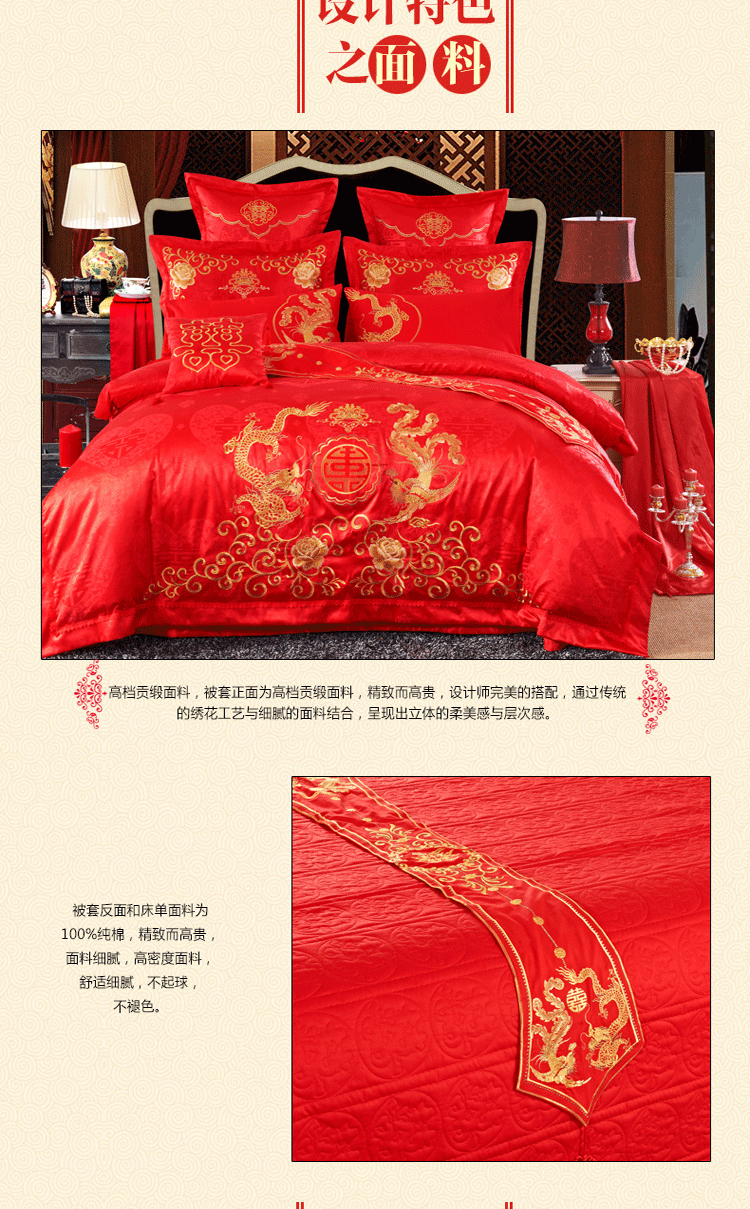 设计特色
之面料
高档贡缎面料，被套正面为高档贡缎面料，精致而高贵，设计师完美的搭配，通过传统
的绣花工艺与细腻的面料结合，呈现出立体的柔美感与层次感。
被套反面和床单面料为
100%纯棉，精致而高贵，
面料细腻，高密度面料，
舒适细腻，不起球，
不褪色。